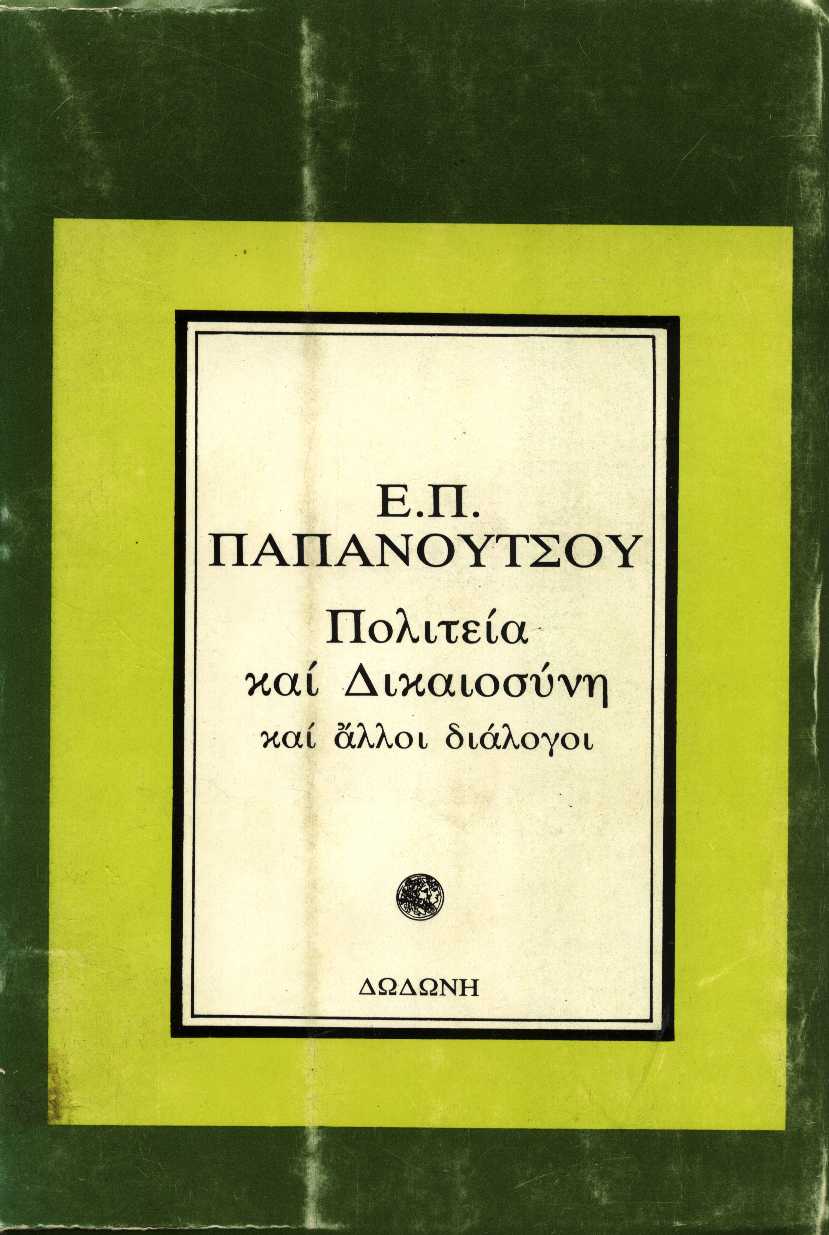 Ε.Π.
ΠΑΠΑΝΟΥΤΣΟΥ
Πολιτεία
καί Δικαιοσύνη
καί ἄλλοι διάλογοι
ΔΩΔΩΝΗ